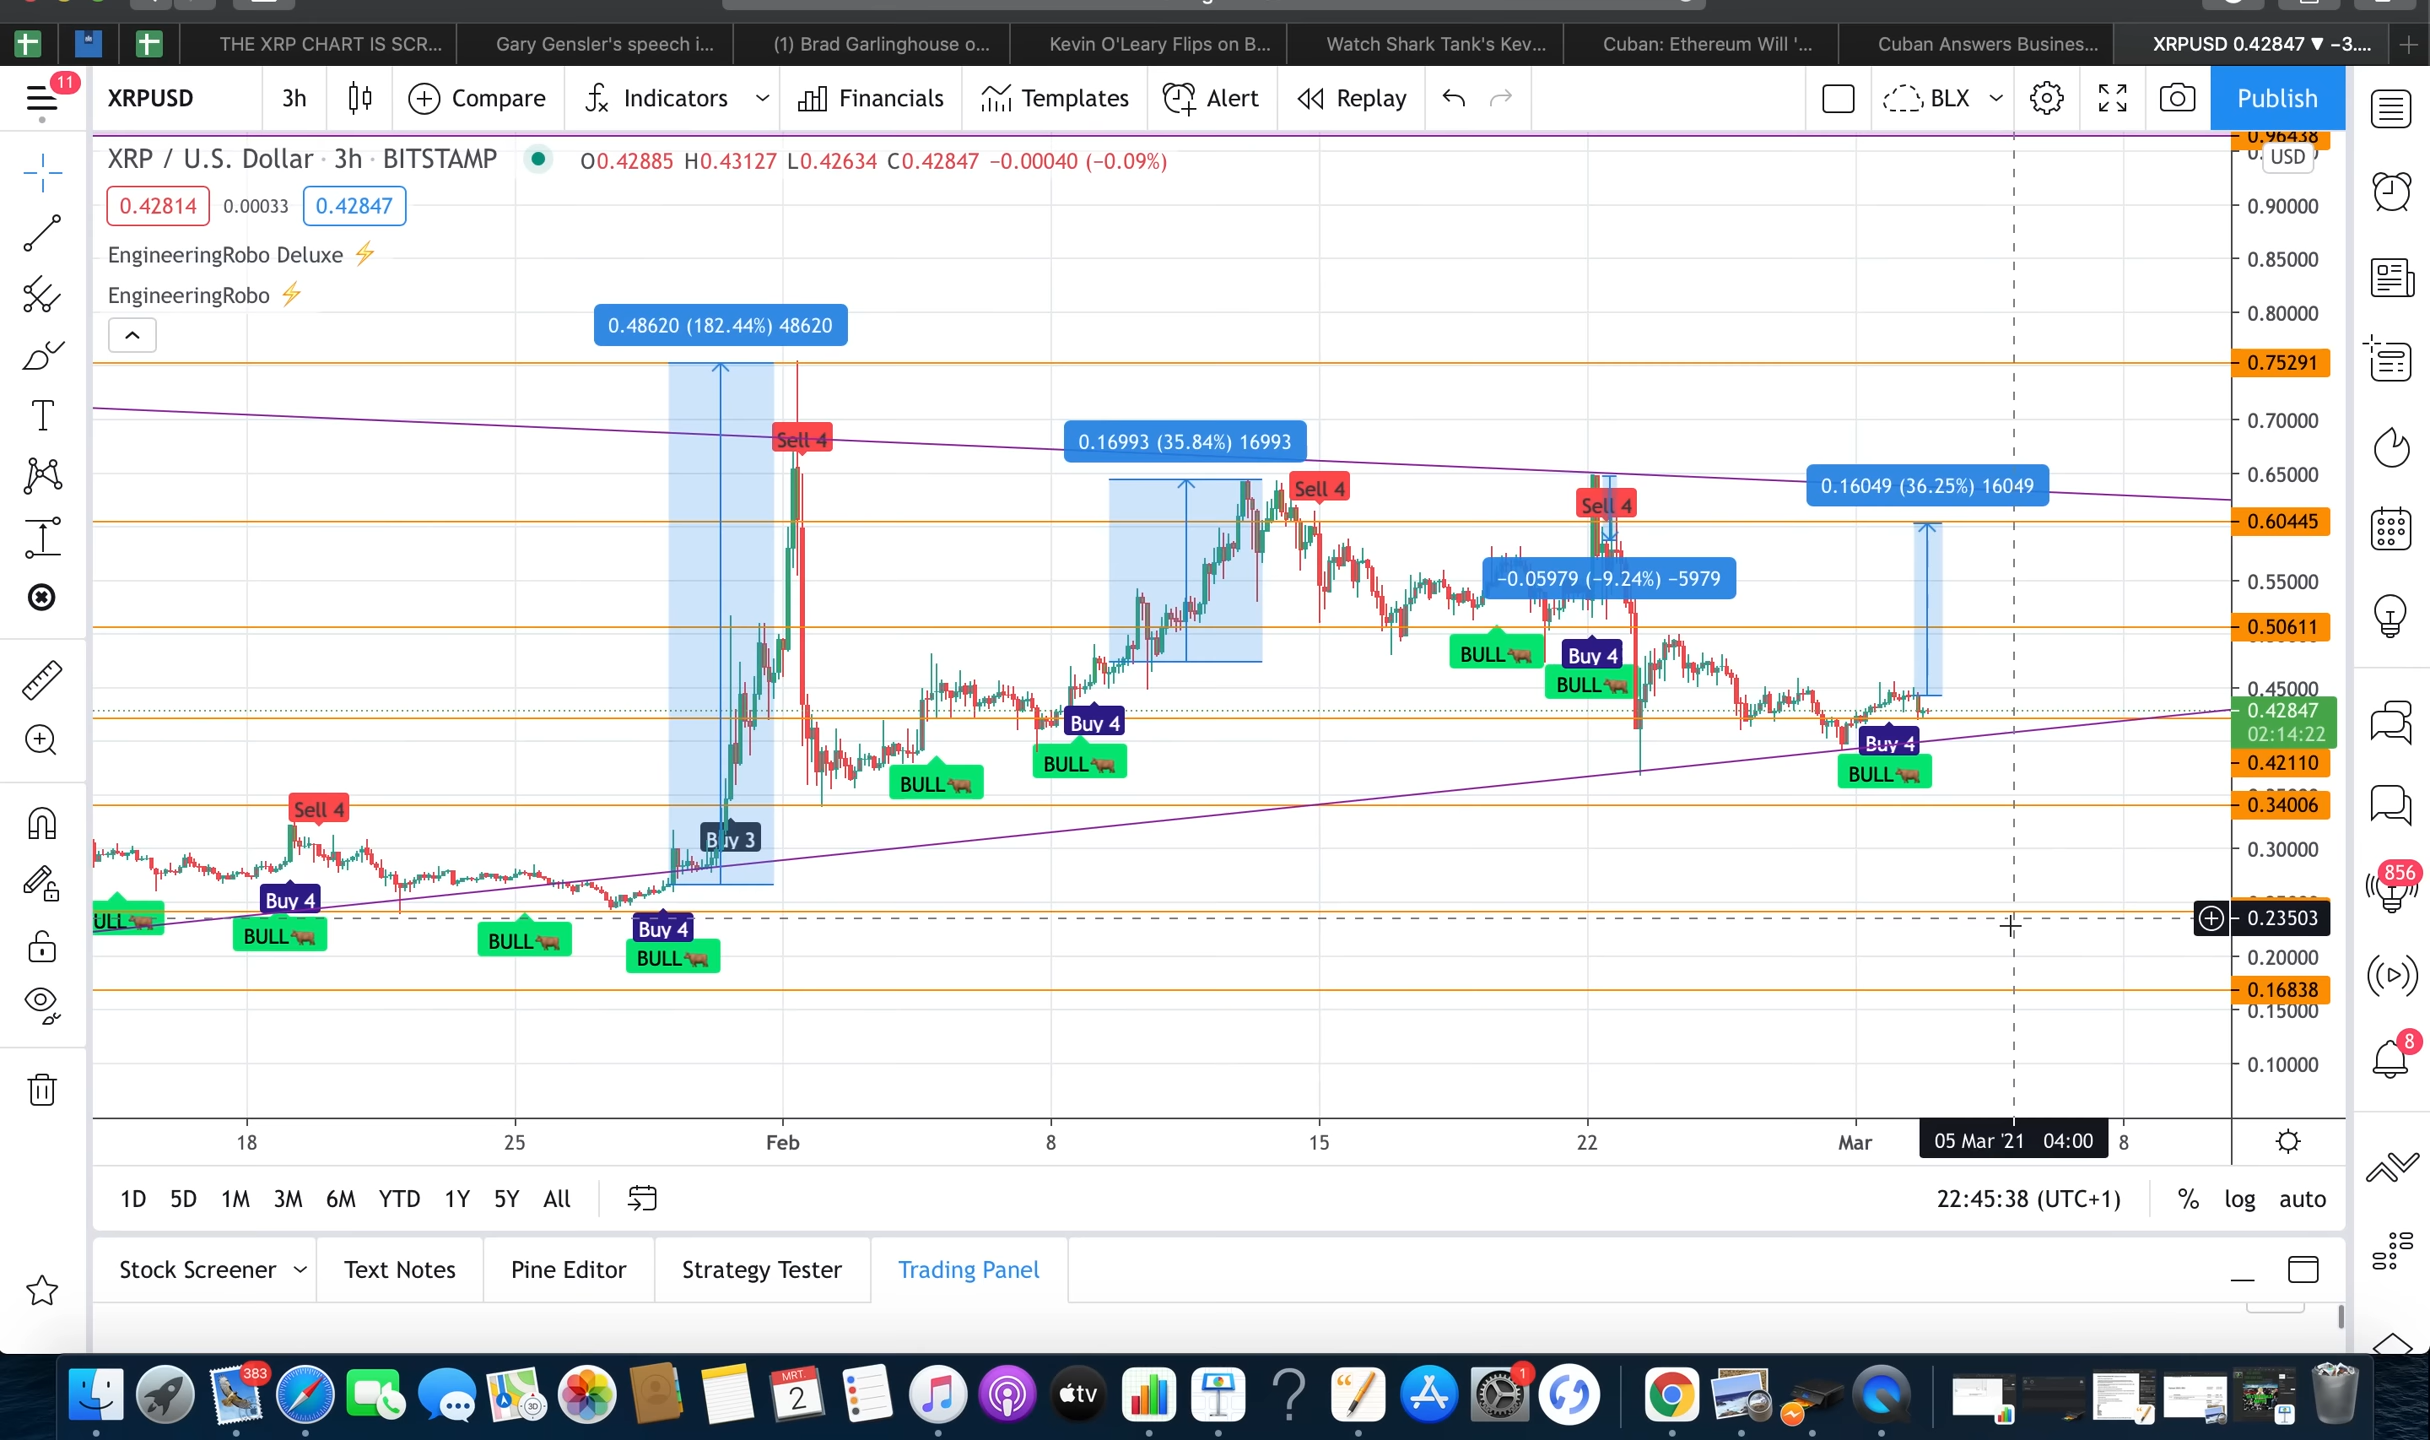 THE XRP CHART IS SCR...
Gary Gensler's speech i...
(1) Brad Garlinghouse o...
Kevin O'Leary Flips on B...
Watch Shark Tank's Kev...
Cuban: Ethereum Will '...
Cuban Answers Busines...
XRPUSD 0.42847 ▼ −3....
11
XRPUSD
3h
Compare
Indicators
Financials
Templates
Alert
Replay
BLX
Publish
XRP / U.S. Dollar · 3h · BITSTAMP
O0.42885 H0.43127 L0.42634 C0.42847 −0.00040 (−0.09%)
0.42814
0.00033
0.42847
EngineeringRobo Deluxe ⚡
EngineeringRobo ⚡
0.96438
USD
0.90000
0.85000
0.80000
0.75291
0.70000
0.65000
0.60445
0.55000
0.50611
0.45000
0.42847
02:14:22
0.42110
0.34006
0.30000
0.23503
0.20000
0.16838
0.15000
0.10000
0.48620 (182.44%) 48620
Sell 4
0.16993 (35.84%) 16993
Sell 4
0.16049 (36.25%) 16049
Sell 4
−0.05979 (−9.24%) −5979
BULL🐂
Buy 4
BULL🐂
Buy 4
BULL🐂
BULL🐂
Buy 4
BULL🐂
Sell 4
Buy 3
ULL🐂
Buy 4
BULL🐂
BULL🐂
Buy 4
BULL🐂
18
25
Feb
8
15
22
Mar
05 Mar '21 04:00
8
1D
5D
1M
3M
6M
YTD
1Y
5Y
All
22:45:38 (UTC+1)
%
log
auto
Stock Screener
Text Notes
Pine Editor
Strategy Tester
Trading Panel
856
8
383
3D
MRT.
2
tv
1